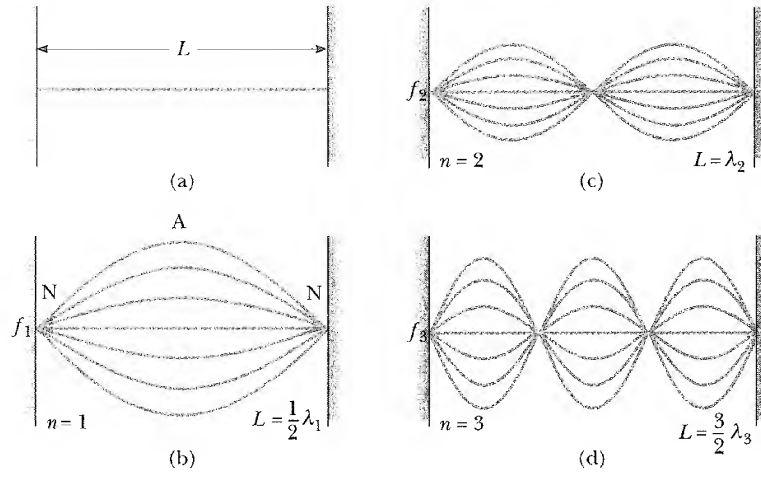 L
(a)
A
N N
f₁
n = 1
L = 1/2 λ₁
(b)
f₂
n = 2
L = λ₂
(c)
f₃
n = 3
L = 3/2 λ₃
(d)